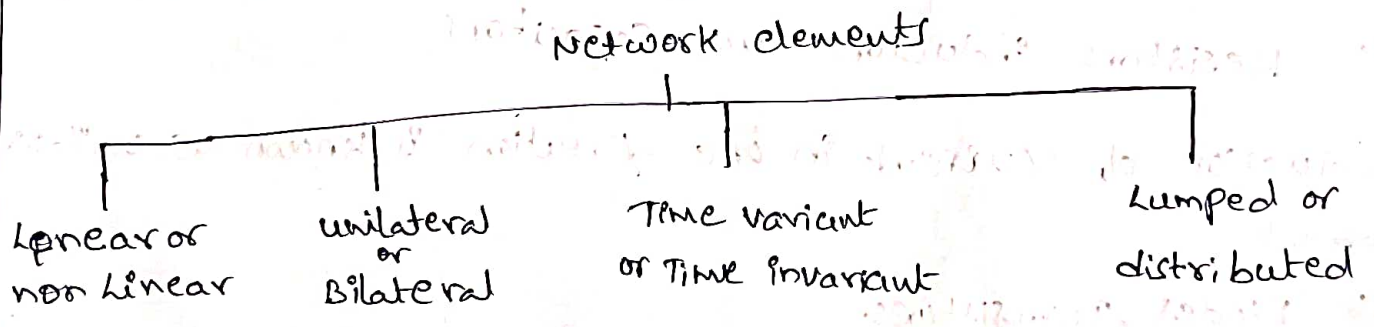 Network elements
Linear or
non Linear
unilateral
or
Bilateral
Time variant
or Time invariant
Lumped or
distributed